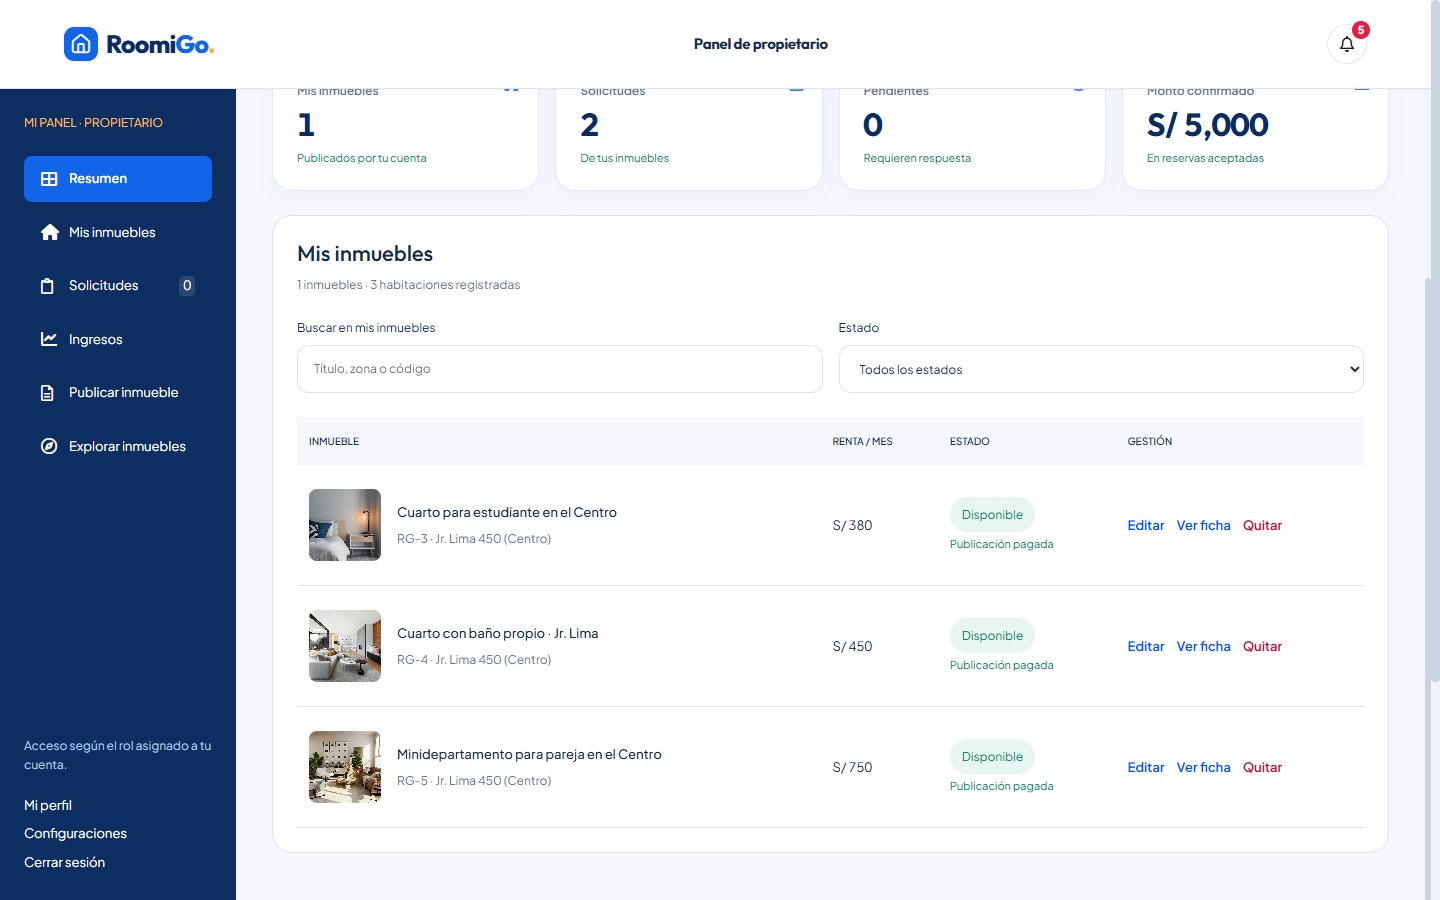 RoomiGo.
Panel de propietario
5
MI PANEL · PROPIETARIO
Resumen
Mis inmuebles
Solicitudes 0
Ingresos
Publicar inmueble
Explorar inmuebles
Acceso según el rol asignado a tu
cuenta.
Mi perfil
Configuraciones
Cerrar sesión
Mis inmuebles
1
Publicados por tu cuenta
Solicitudes
2
De tus inmuebles
Pendientes
0
Requieren respuesta
Monto confirmado
S/ 5,000
En reservas aceptadas
Mis inmuebles
1 inmuebles · 3 habitaciones registradas
Buscar en mis inmuebles
Título, zona o código
Estado
Todos los estados
INMUEBLE RENTA / MES ESTADO GESTIÓN
Cuarto para estudiante en el Centro
RG-3 · Jr. Lima 450 (Centro)
S/ 380
Disponible
Publicación pagada
Editar Ver ficha Quitar
Cuarto con baño propio · Jr. Lima
RG-4 · Jr. Lima 450 (Centro)
S/ 450
Disponible
Publicación pagada
Editar Ver ficha Quitar
Minidepartamento para pareja en el Centro
RG-5 · Jr. Lima 450 (Centro)
S/ 750
Disponible
Publicación pagada
Editar Ver ficha Quitar